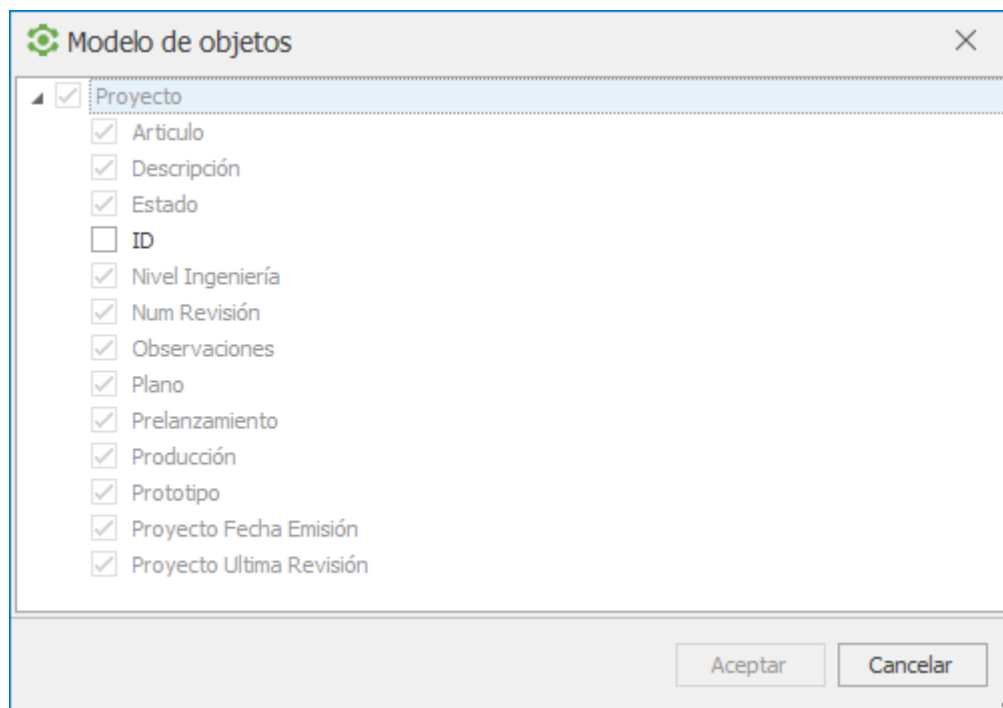 Modelo de objetos
Proyecto
Articulo
Descripción
Estado
ID
Nivel Ingeniería
Num Revisión
Observaciones
Plano
Prelanzamiento
Producción
Prototipo
Proyecto Fecha Emisión
Proyecto Ultima Revisión
Aceptar Cancelar